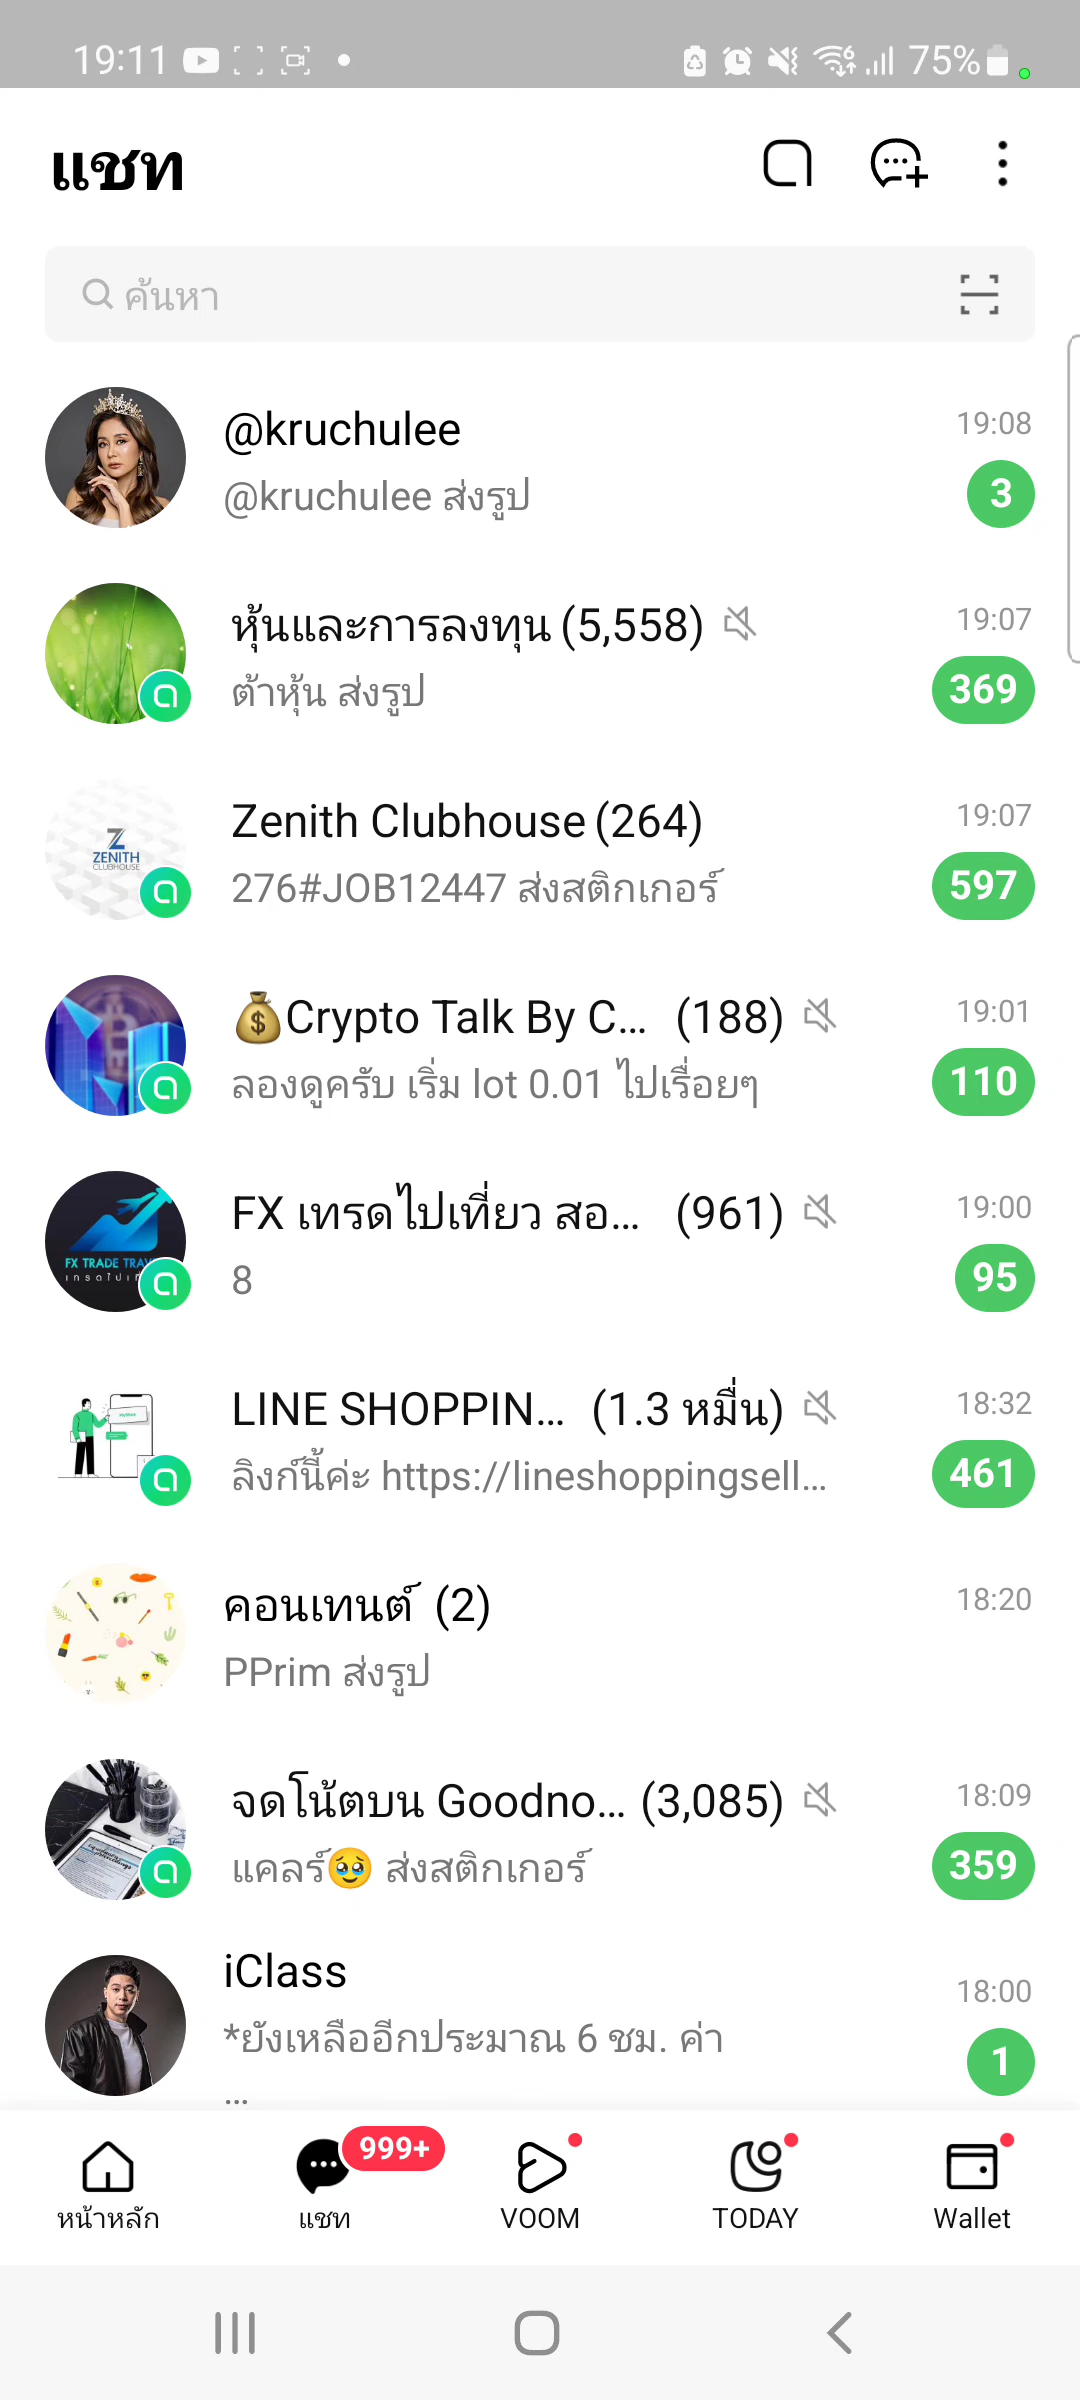 19:11
75%
แชท
ค้นหา
@kruchulee
19:08
@kruchulee ส่งรูป
3
หุ้นและการลงทุน (5,558)
19:07
ต้าหุ้น ส่งรูป
369
ZENITH
CLUBHOUSE
Zenith Clubhouse (264)
19:07
276#JOB12447 ส่งสติกเกอร์
597
💰Crypto Talk By C... (188)
19:01
ลองดูครับ เริ่ม lot 0.01 ไปเรื่อยๆ
110
FX TRADE TRAV
FX เทรดไปเที่ยว สอ... (961)
19:00
8
95
LINE SHOPPIN... (1.3 หมื่น)
18:32
ลิงก์นี้ค่ะ https://lineshoppingsell...
461
คอนเทนต์ (2)
18:20
PPrim ส่งรูป
จดโน้ตบน Goodno... (3,085)
18:09
แคลร์🥹 ส่งสติกเกอร์
359
iClass
18:00
*ยังเหลืออีกประมาณ 6 ชม. ค่า
...
1
999+
หน้าหลัก
แชท
VOOM
TODAY
Wallet